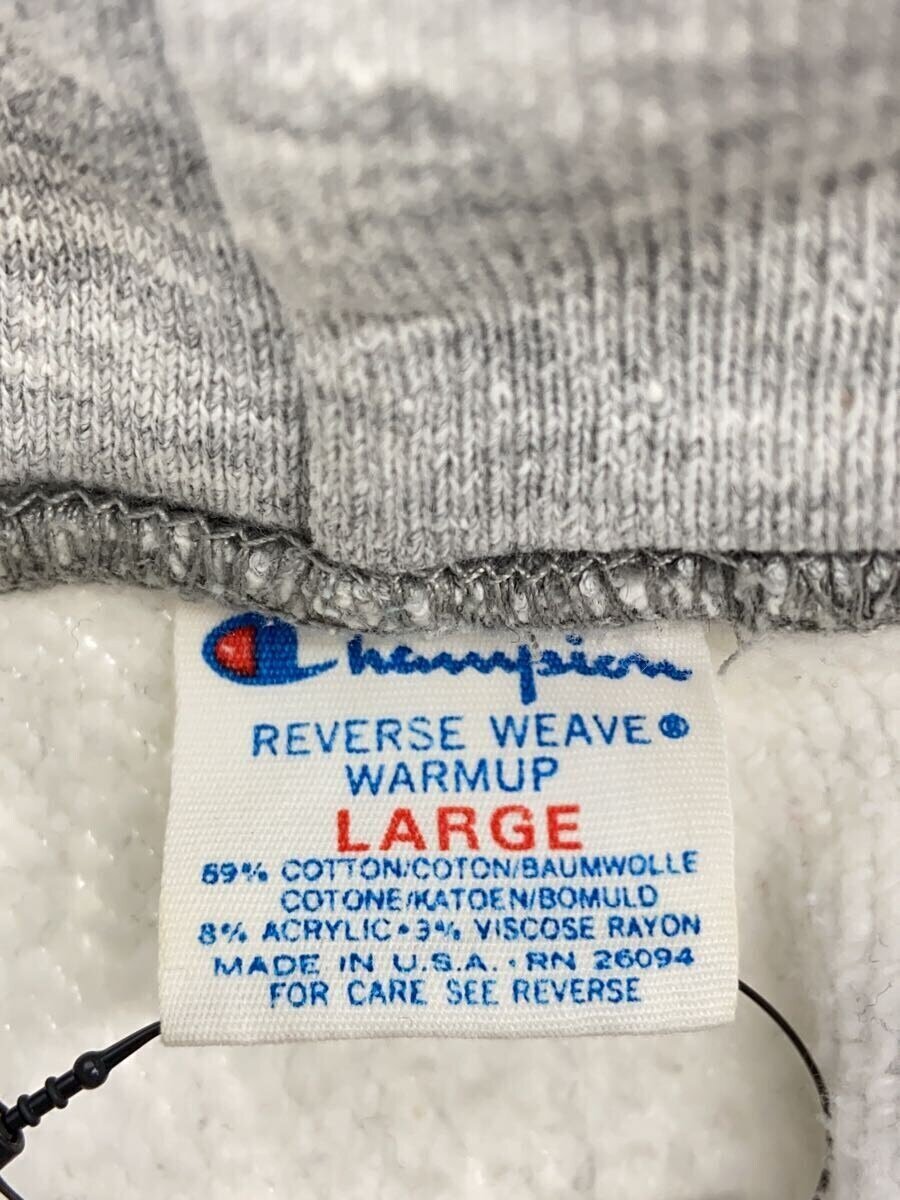 Champion
REVERSE WEAVE®
WARMUP
LARGE
89% COTTON/COTON/BAUMWOLLE
COTONE/KATOEN/BOMULD
8% ACRYLIC • 3% VISCOSE RAYON
MADE IN U.S.A. • RN 26094
FOR CARE SEE REVERSE